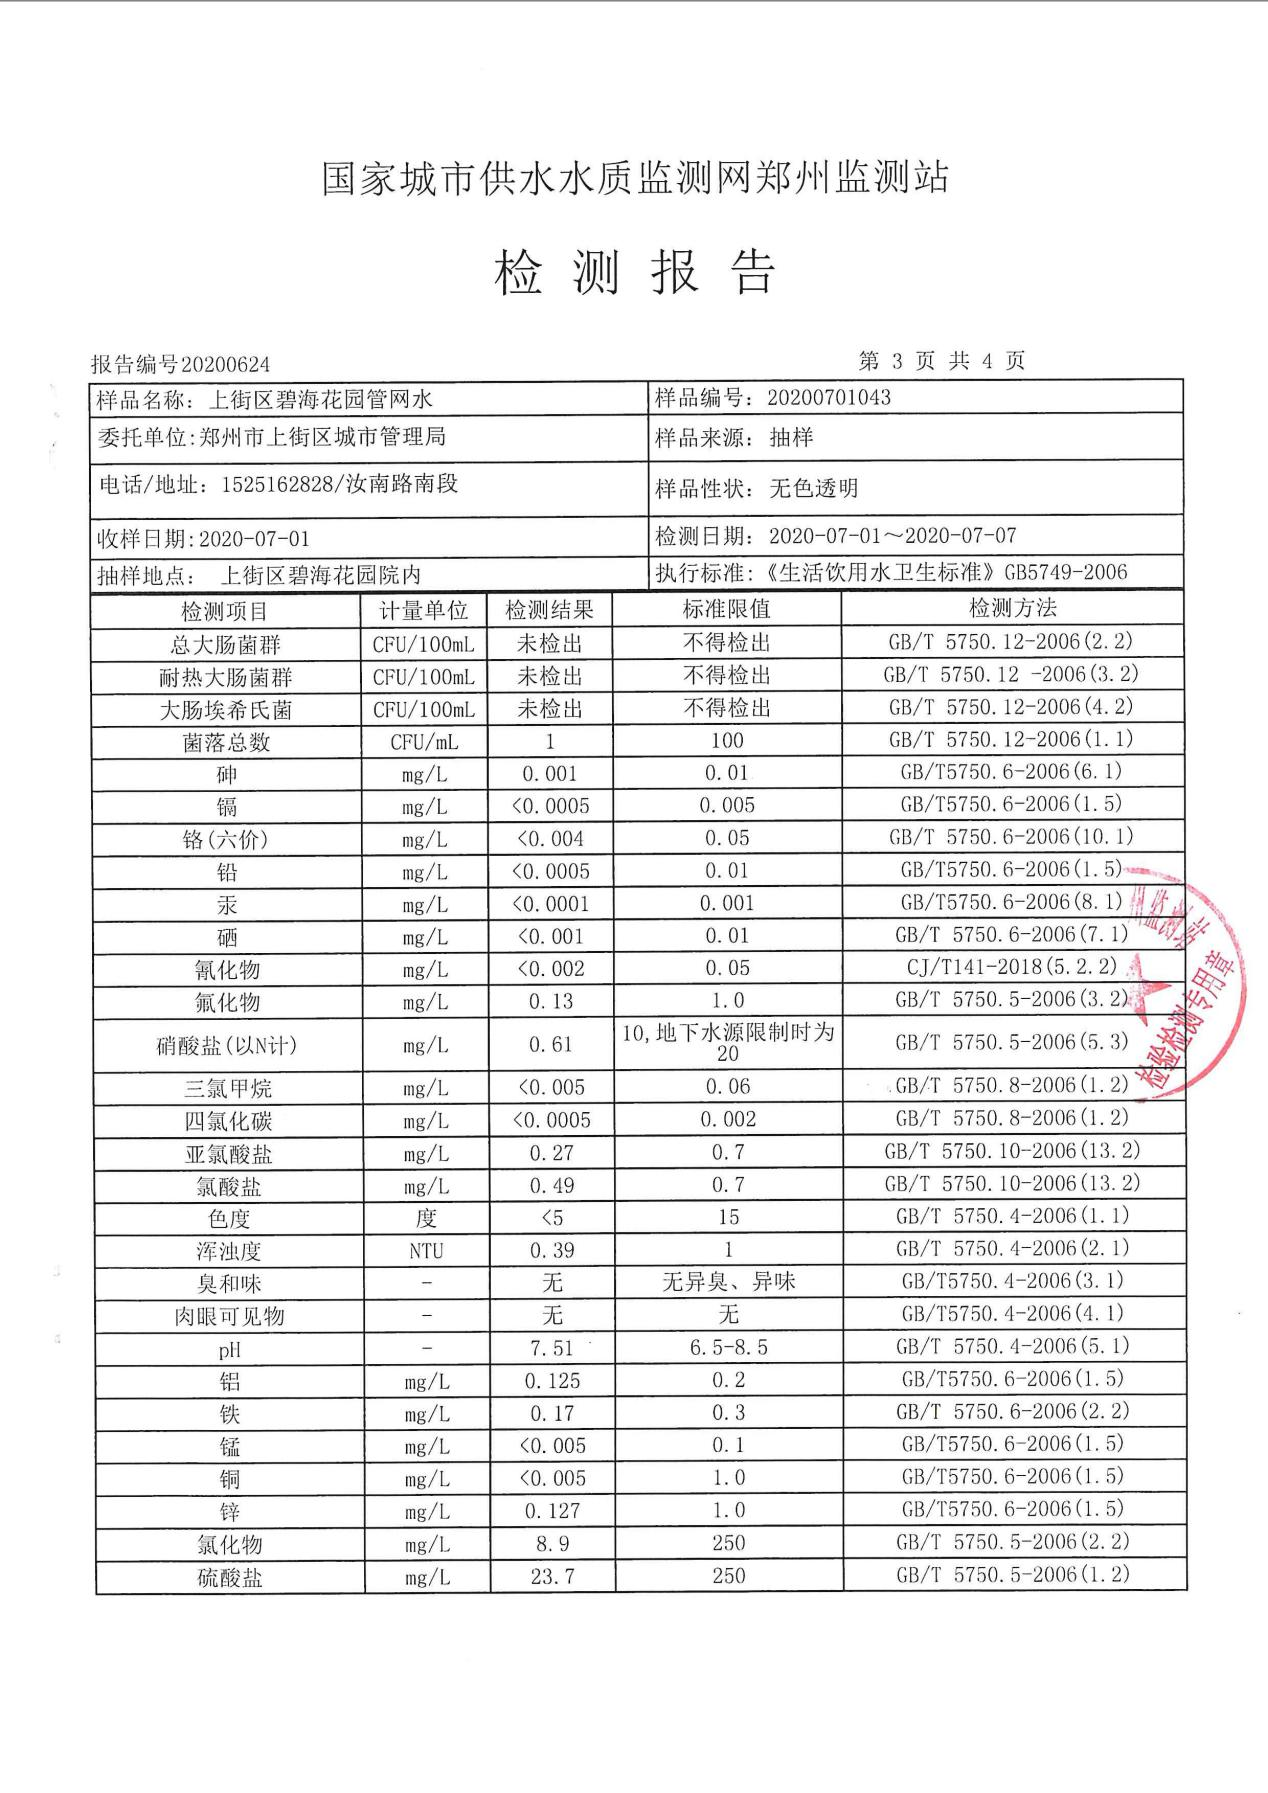 国家城市供水水质监测网郑州监测站
检测报告
报告编号20200624 第 3 页 共 4 页
样品名称: 上街区碧海花园管网水 样品编号: 20200701043
委托单位:郑州市上街区城市管理局 样品来源: 抽样
电话/地址: 1525162828/汝南路南段 样品性状: 无色透明
收样日期:2020-07-01 检测日期: 2020-07-01~2020-07-07
抽样地点: 上街区碧海花园院内 执行标准:《生活饮用水卫生标准》GB5749-2006
检测项目 计量单位 检测结果 标准限值 检测方法
总大肠菌群 CFU/100mL 未检出 不得检出 GB/T 5750.12-2006(2.2)
耐热大肠菌群 CFU/100mL 未检出 不得检出 GB/T 5750.12 -2006(3.2)
大肠埃希氏菌 CFU/100mL 未检出 不得检出 GB/T 5750.12-2006(4.2)
菌落总数 CFU/mL 1 100 GB/T 5750.12-2006(1.1)
砷 mg/L 0.001 0.01 GB/T5750.6-2006(6.1)
镉 mg/L <0.0005 0.005 GB/T5750.6-2006(1.5)
铬(六价) mg/L <0.004 0.05 GB/T 5750.6-2006(10.1)
铅 mg/L <0.0005 0.01 GB/T5750.6-2006(1.5)
汞 mg/L <0.0001 0.001 GB/T5750.6-2006(8.1)
硒 mg/L <0.001 0.01 GB/T 5750.6-2006(7.1)
氰化物 mg/L <0.002 0.05 CJ/T141-2018(5.2.2)
氟化物 mg/L 0.13 1.0 GB/T 5750.5-2006(3.2)
硝酸盐(以N计) mg/L 0.61 10,地下水源限制时为 GB/T 5750.5-2006(5.3)
20
三氯甲烷 mg/L <0.005 0.06 GB/T 5750.8-2006(1.2)
四氯化碳 mg/L <0.0005 0.002 GB/T 5750.8-2006(1.2)
亚氯酸盐 mg/L 0.27 0.7 GB/T 5750.10-2006(13.2)
氯酸盐 mg/L 0.49 0.7 GB/T 5750.10-2006(13.2)
色度 度 <5 15 GB/T 5750.4-2006(1.1)
浑浊度 NTU 0.39 1 GB/T 5750.4-2006(2.1)
臭和味 - 无 无异臭、异味 GB/T5750.4-2006(3.1)
肉眼可见物 - 无 无 GB/T5750.4-2006(4.1)
pH - 7.51 6.5-8.5 GB/T 5750.4-2006(5.1)
铝 mg/L 0.125 0.2 GB/T5750.6-2006(1.5)
铁 mg/L 0.17 0.3 GB/T 5750.6-2006(2.2)
锰 mg/L <0.005 0.1 GB/T5750.6-2006(1.5)
铜 mg/L <0.005 1.0 GB/T5750.6-2006(1.5)
锌 mg/L 0.127 1.0 GB/T5750.6-2006(1.5)
氯化物 mg/L 8.9 250 GB/T 5750.5-2006(2.2)
硫酸盐 mg/L 23.7 250 GB/T 5750.5-2006(1.2)
州监测站
检验检测专用章